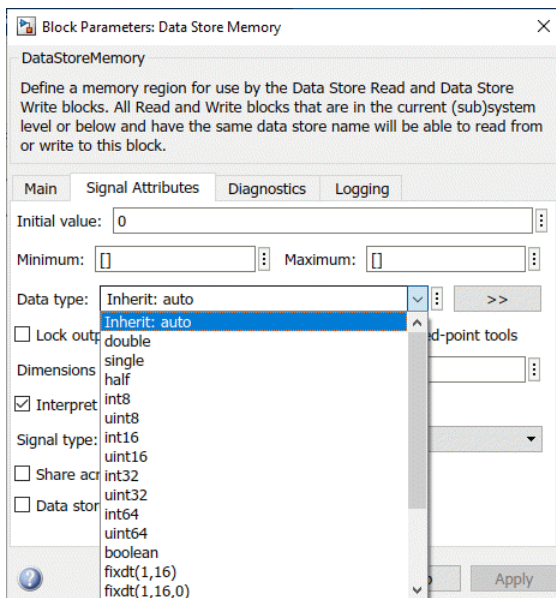 Block Parameters: Data Store Memory
DataStoreMemory
Define a memory region for use by the Data Store Read and Data Store
Write blocks. All Read and Write blocks that are in the current (sub)system
level or below and have the same data store name will be able to read from
or write to this block.
Main Signal Attributes Diagnostics Logging
Initial value: 0
Minimum: [] Maximum: []
Data type: Inherit: auto >>
Inherit: auto
Lock ed-point tools
double
single
Dimensions
half
int8
Interpret
uint8
int16
Signal type:
uint16
int32
Share
uint32
int64
Data
uint64
boolean
fixdt(1,16)
Apply
fixdt(1,16,0)